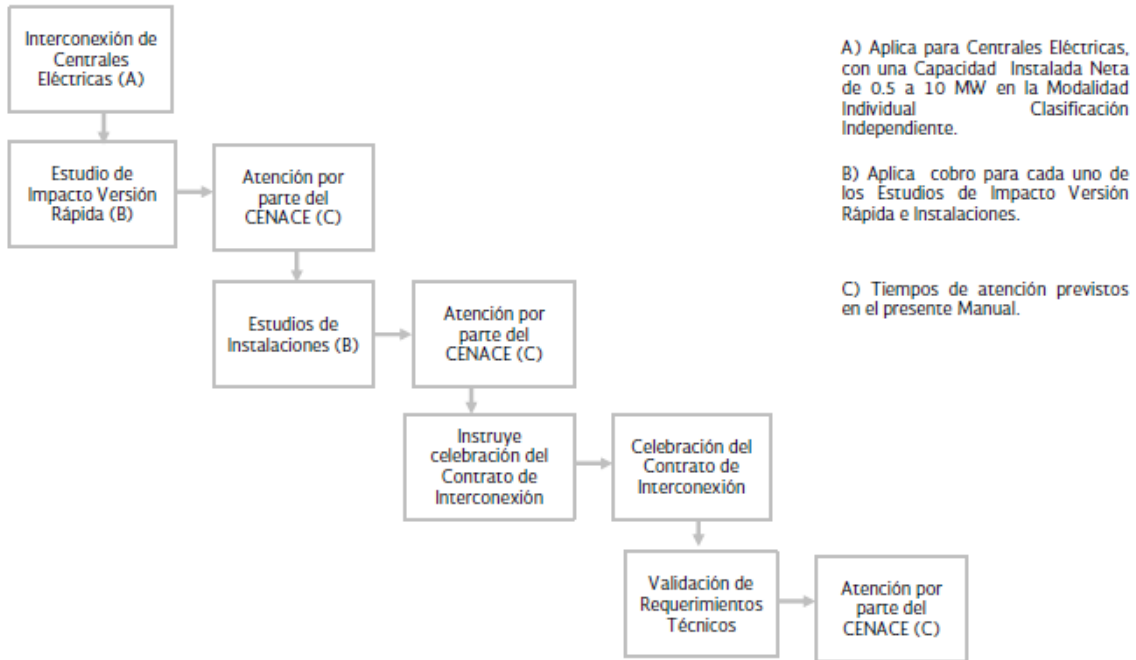 Interconexión de
Centrales
Eléctricas (A)
Estudio de
Impacto Versión
Rápida (B)
Atención por
parte del
CENACE (C)
Estudios de
Instalaciones (B)
Atención por
parte del
CENACE (C)
Instruye
celebración del
Contrato de
Interconexión
Celebración del
Contrato de
Interconexión
Validación de
Requerimientos
Técnicos
Atención por
parte del
CENACE (C)
A) Aplica para Centrales Eléctricas,
con una Capacidad Instalada Neta
de 0.5 a 10 MW en la Modalidad
Individual Clasificación
Independiente.
B) Aplica cobro para cada uno de
los Estudios de Impacto Versión
Rápida e Instalaciones.
C) Tiempos de atención previstos
en el presente Manual.